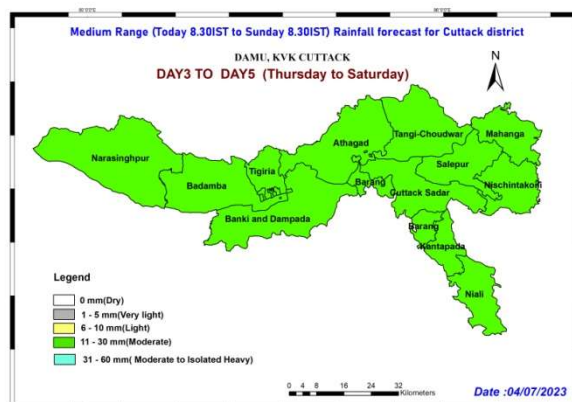 Medium Range (Today 8.30IST to Sunday 8.30IST) Rainfall forecast for Cuttack district
DAMU, KVK CUTTACK
DAY3 TO DAY5 (Thursday to Saturday)
N
Tangi-Choudwar
Mahanga
Athagad
Narasinghpur
Tigiria
Salepur
Badamba
Barang
Nischintakoili
Cuttack Sadar
Banki and Dampada
Barang
Kantapada
Niali
Legend
0 mm(Dry)
1 - 5 mm(Very light)
6 - 10 mm(Light)
11 - 30 mm(Moderate)
31 - 60 mm( Moderate to Isolated Heavy)
0 4 8 16 24 32
Kilometers
Date :04/07/2023